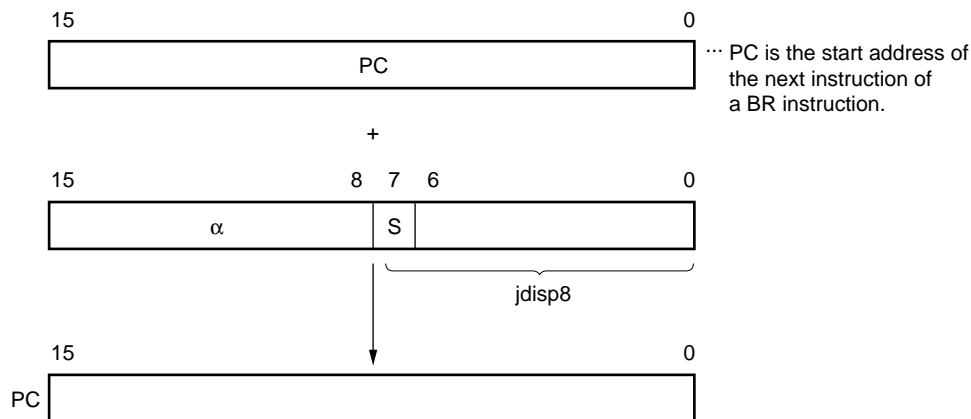 15 0
PC
... PC is the start address of
the next instruction of
a BR instruction.
+
15 8 7 6 0
α S
jdisp8
15 0
PC